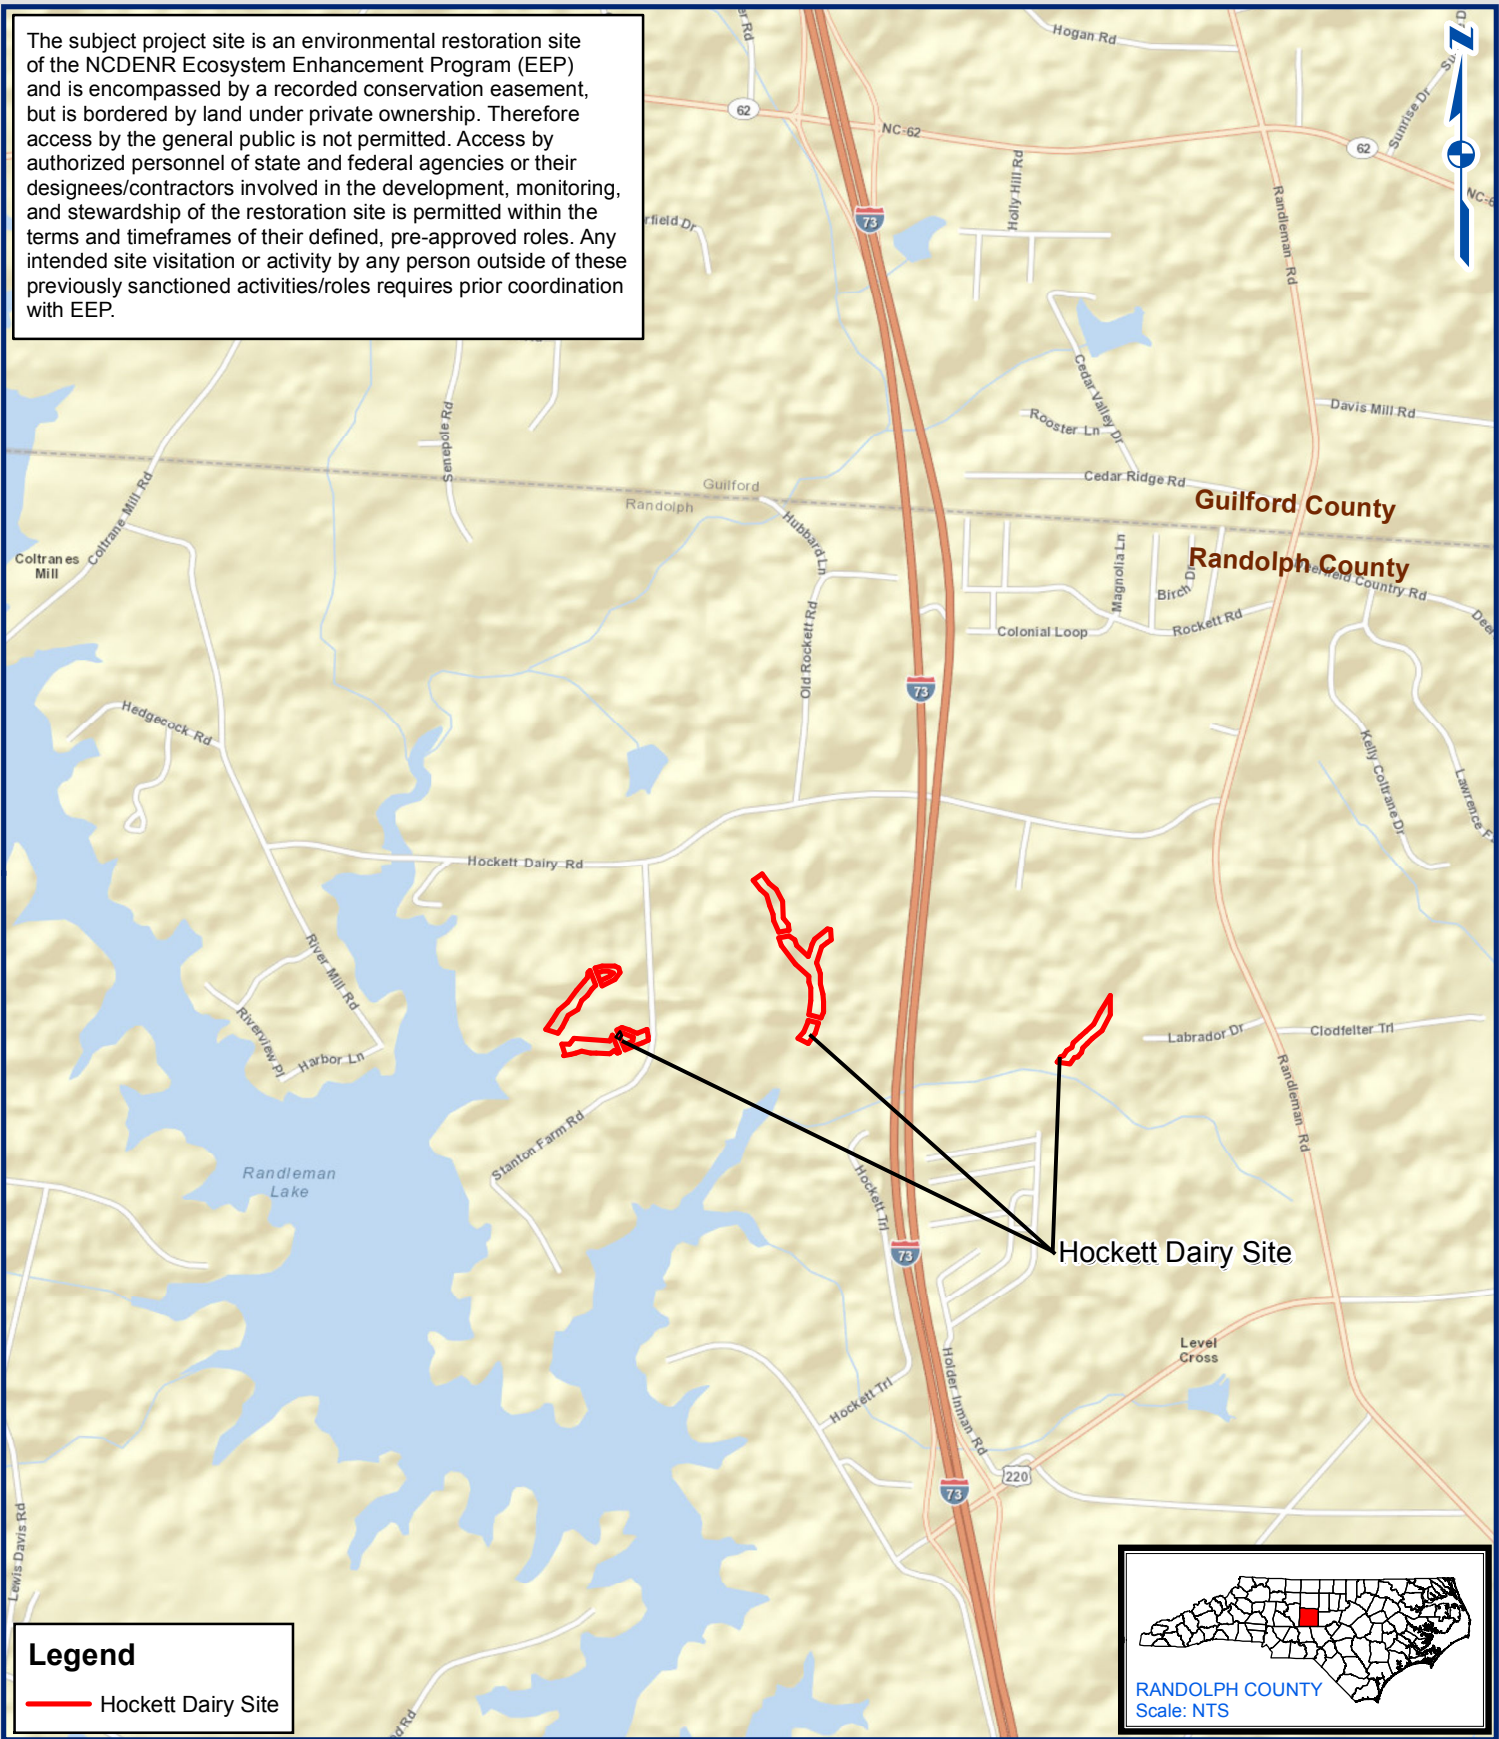 The subject project site is an environmental restoration site
of the NCDENR Ecosystem Enhancement Program (EEP)
and is encompassed by a recorded conservation easement,
but is bordered by land under private ownership. Therefore
access by the general public is not permitted. Access by
authorized personnel of state and federal agencies or their
designees/contractors involved in the development, monitoring,
and stewardship of the restoration site is permitted within the
terms and timeframes of their defined, pre-approved roles. Any
intended site visitation or activity by any person outside of these
previously sanctioned activities/roles requires prior coordination
with EEP.
Hogan Rd
N
62
NC-62
62
Sunrise Dr
Holly Hill Rd
Randleman Rd
73
Cedar Valley Dr
Rooster Ln
Davis Mill Rd
Senepole Rd
Cedar Ridge Rd
Guilford
Randolph
Guilford County
Randolph County
Coltrane Mill Rd
Coltranes
Mill
Hubbard Ln
Magnolia Ln
Birch Dr
Country Rd
Colonial Loop
Rockett Rd
Old Rockett Rd
73
Hedgecock Rd
Kelly Coltrane Dr
Lawrence
Hockett Dairy Rd
River Mill Rd
Riverview Pl
Harbor Ln
Labrador Dr
Clodfelter Trl
Randleman Rd
Stanton Farm Rd
Randleman
Lake
Hockett Trl
73
Hockett Dairy Site
Level
Cross
Holder Inman Rd
Hockett Trl
220
73
Lewis Davis Rd
Legend
Hockett Dairy Site
RANDOLPH COUNTY
Scale: NTS